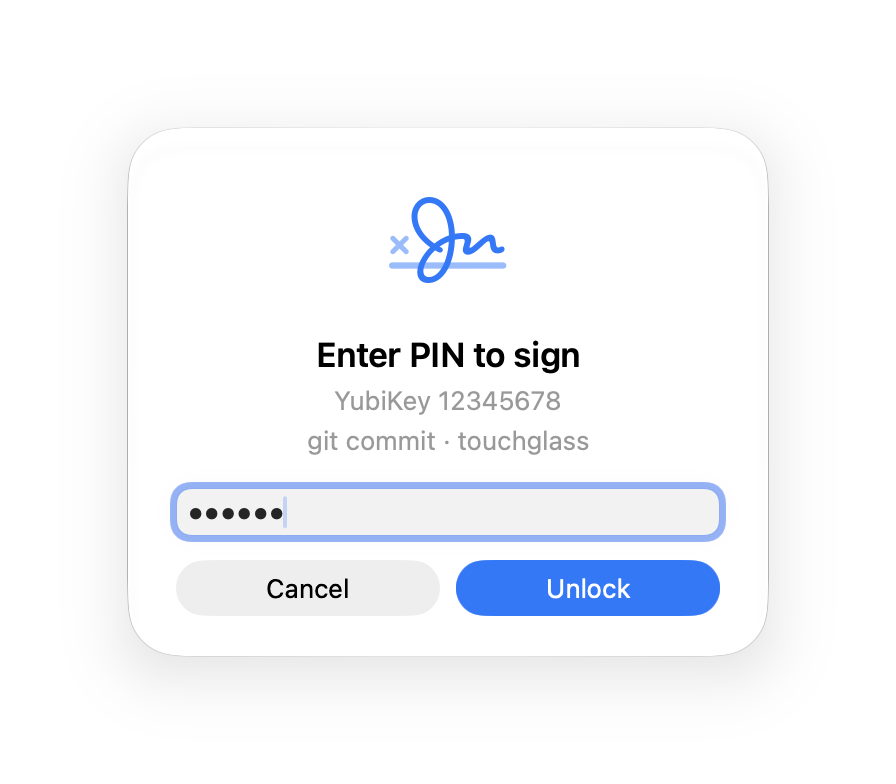 Enter PIN to sign
YubiKey 12345678
git commit · touchglass
••••••
Cancel
Unlock